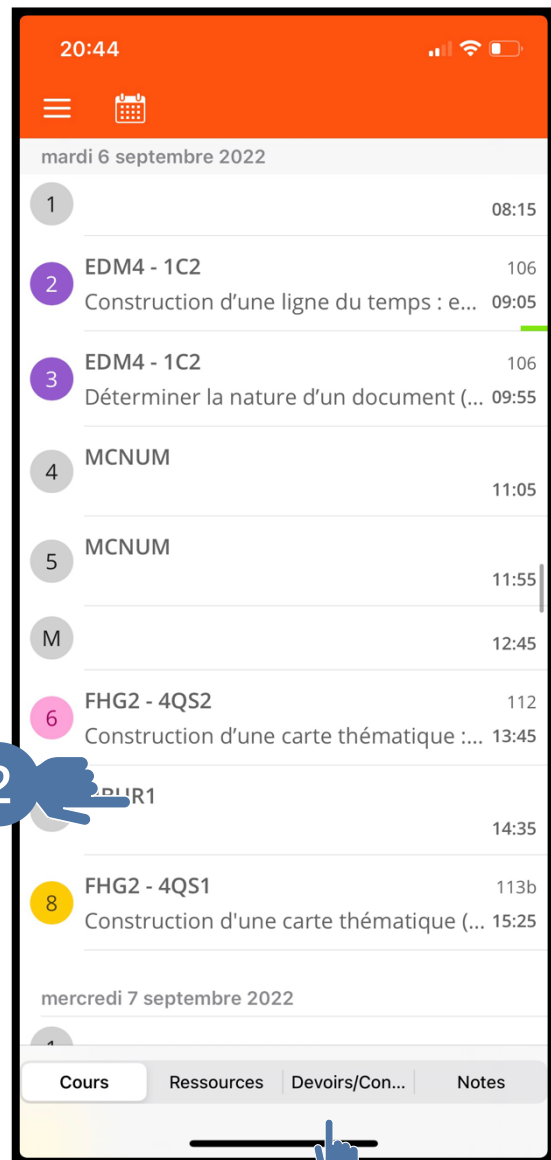 20:44
mardi 6 septembre 2022
1
08:15
EDM4 - 1C2 106
2
Construction d’une ligne du temps : e... 09:05
EDM4 - 1C2 106
3
Déterminer la nature d’un document (... 09:55
MCNUM
4
11:05
MCNUM
5
11:55
M
12:45
FHG2 - 4QS2 112
6
Construction d’une carte thématique :... 13:45
2
14:35
FHG2 - 4QS1 113b
8
Construction d'une carte thématique (... 15:25
mercredi 7 septembre 2022
1
Cours Ressources Devoirs/Con... Notes